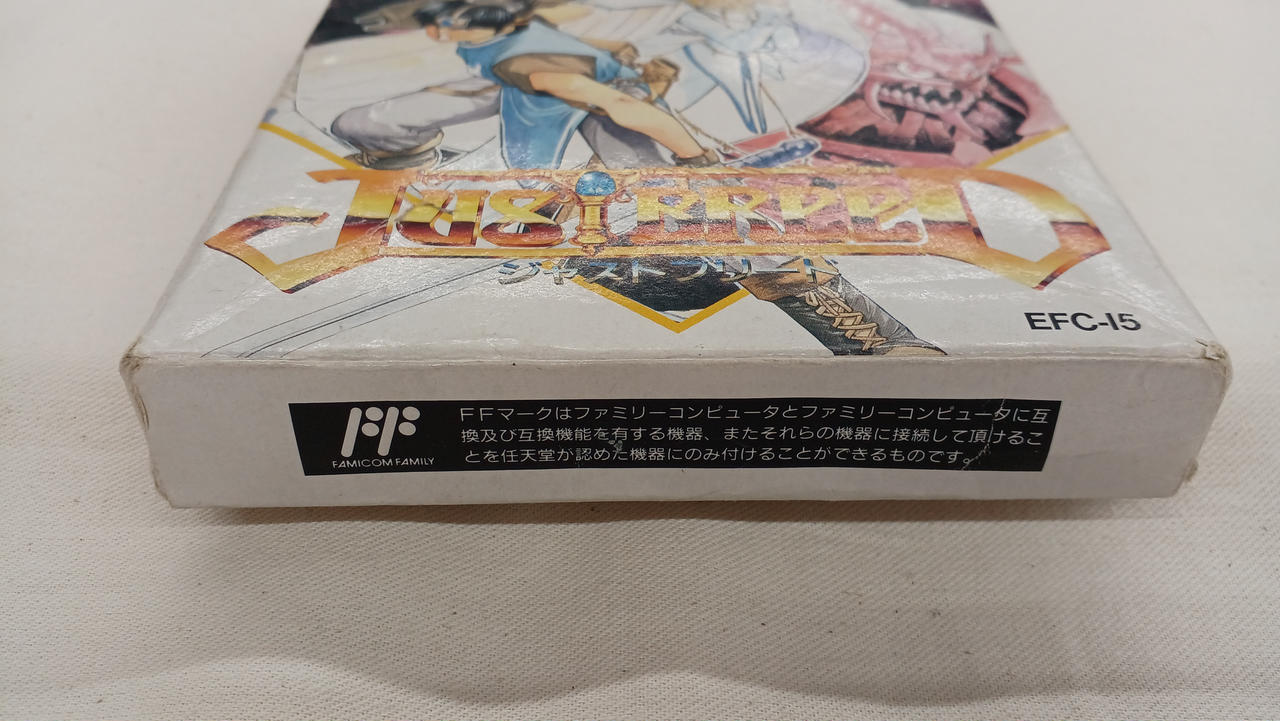 JUSTBREED
ジャストブリード
EFC-I5
FAMICOM FAMILY
FFマークはファミリーコンピュータとファミリーコンピュータに互
換及び互換機能を有する機器、またそれらの機器に接続して頂けるこ
とを任天堂が認めた機器にのみ付けることができるものです。